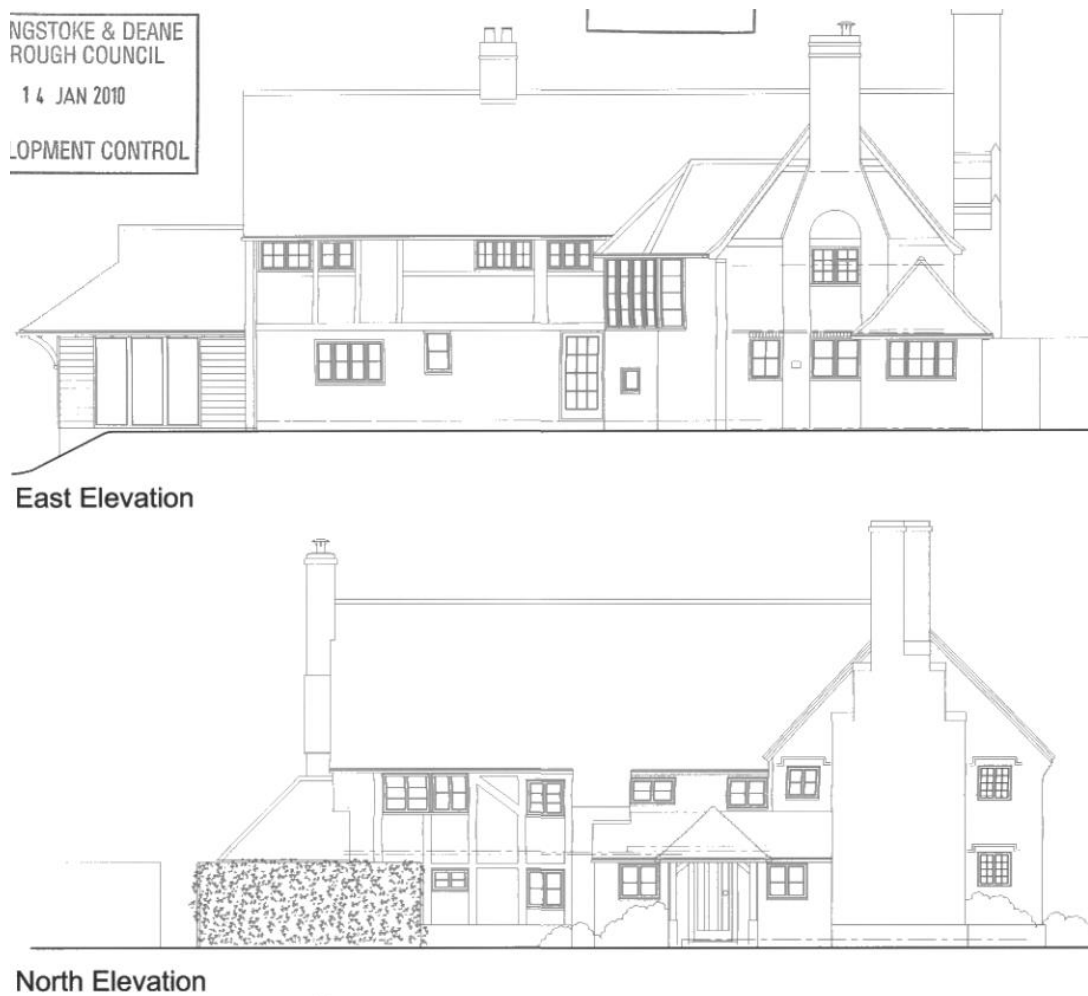 NGSTOKE & DEANE
ROUGH COUNCIL
14 JAN 2010
LOPMENT CONTROL
East Elevation
North Elevation